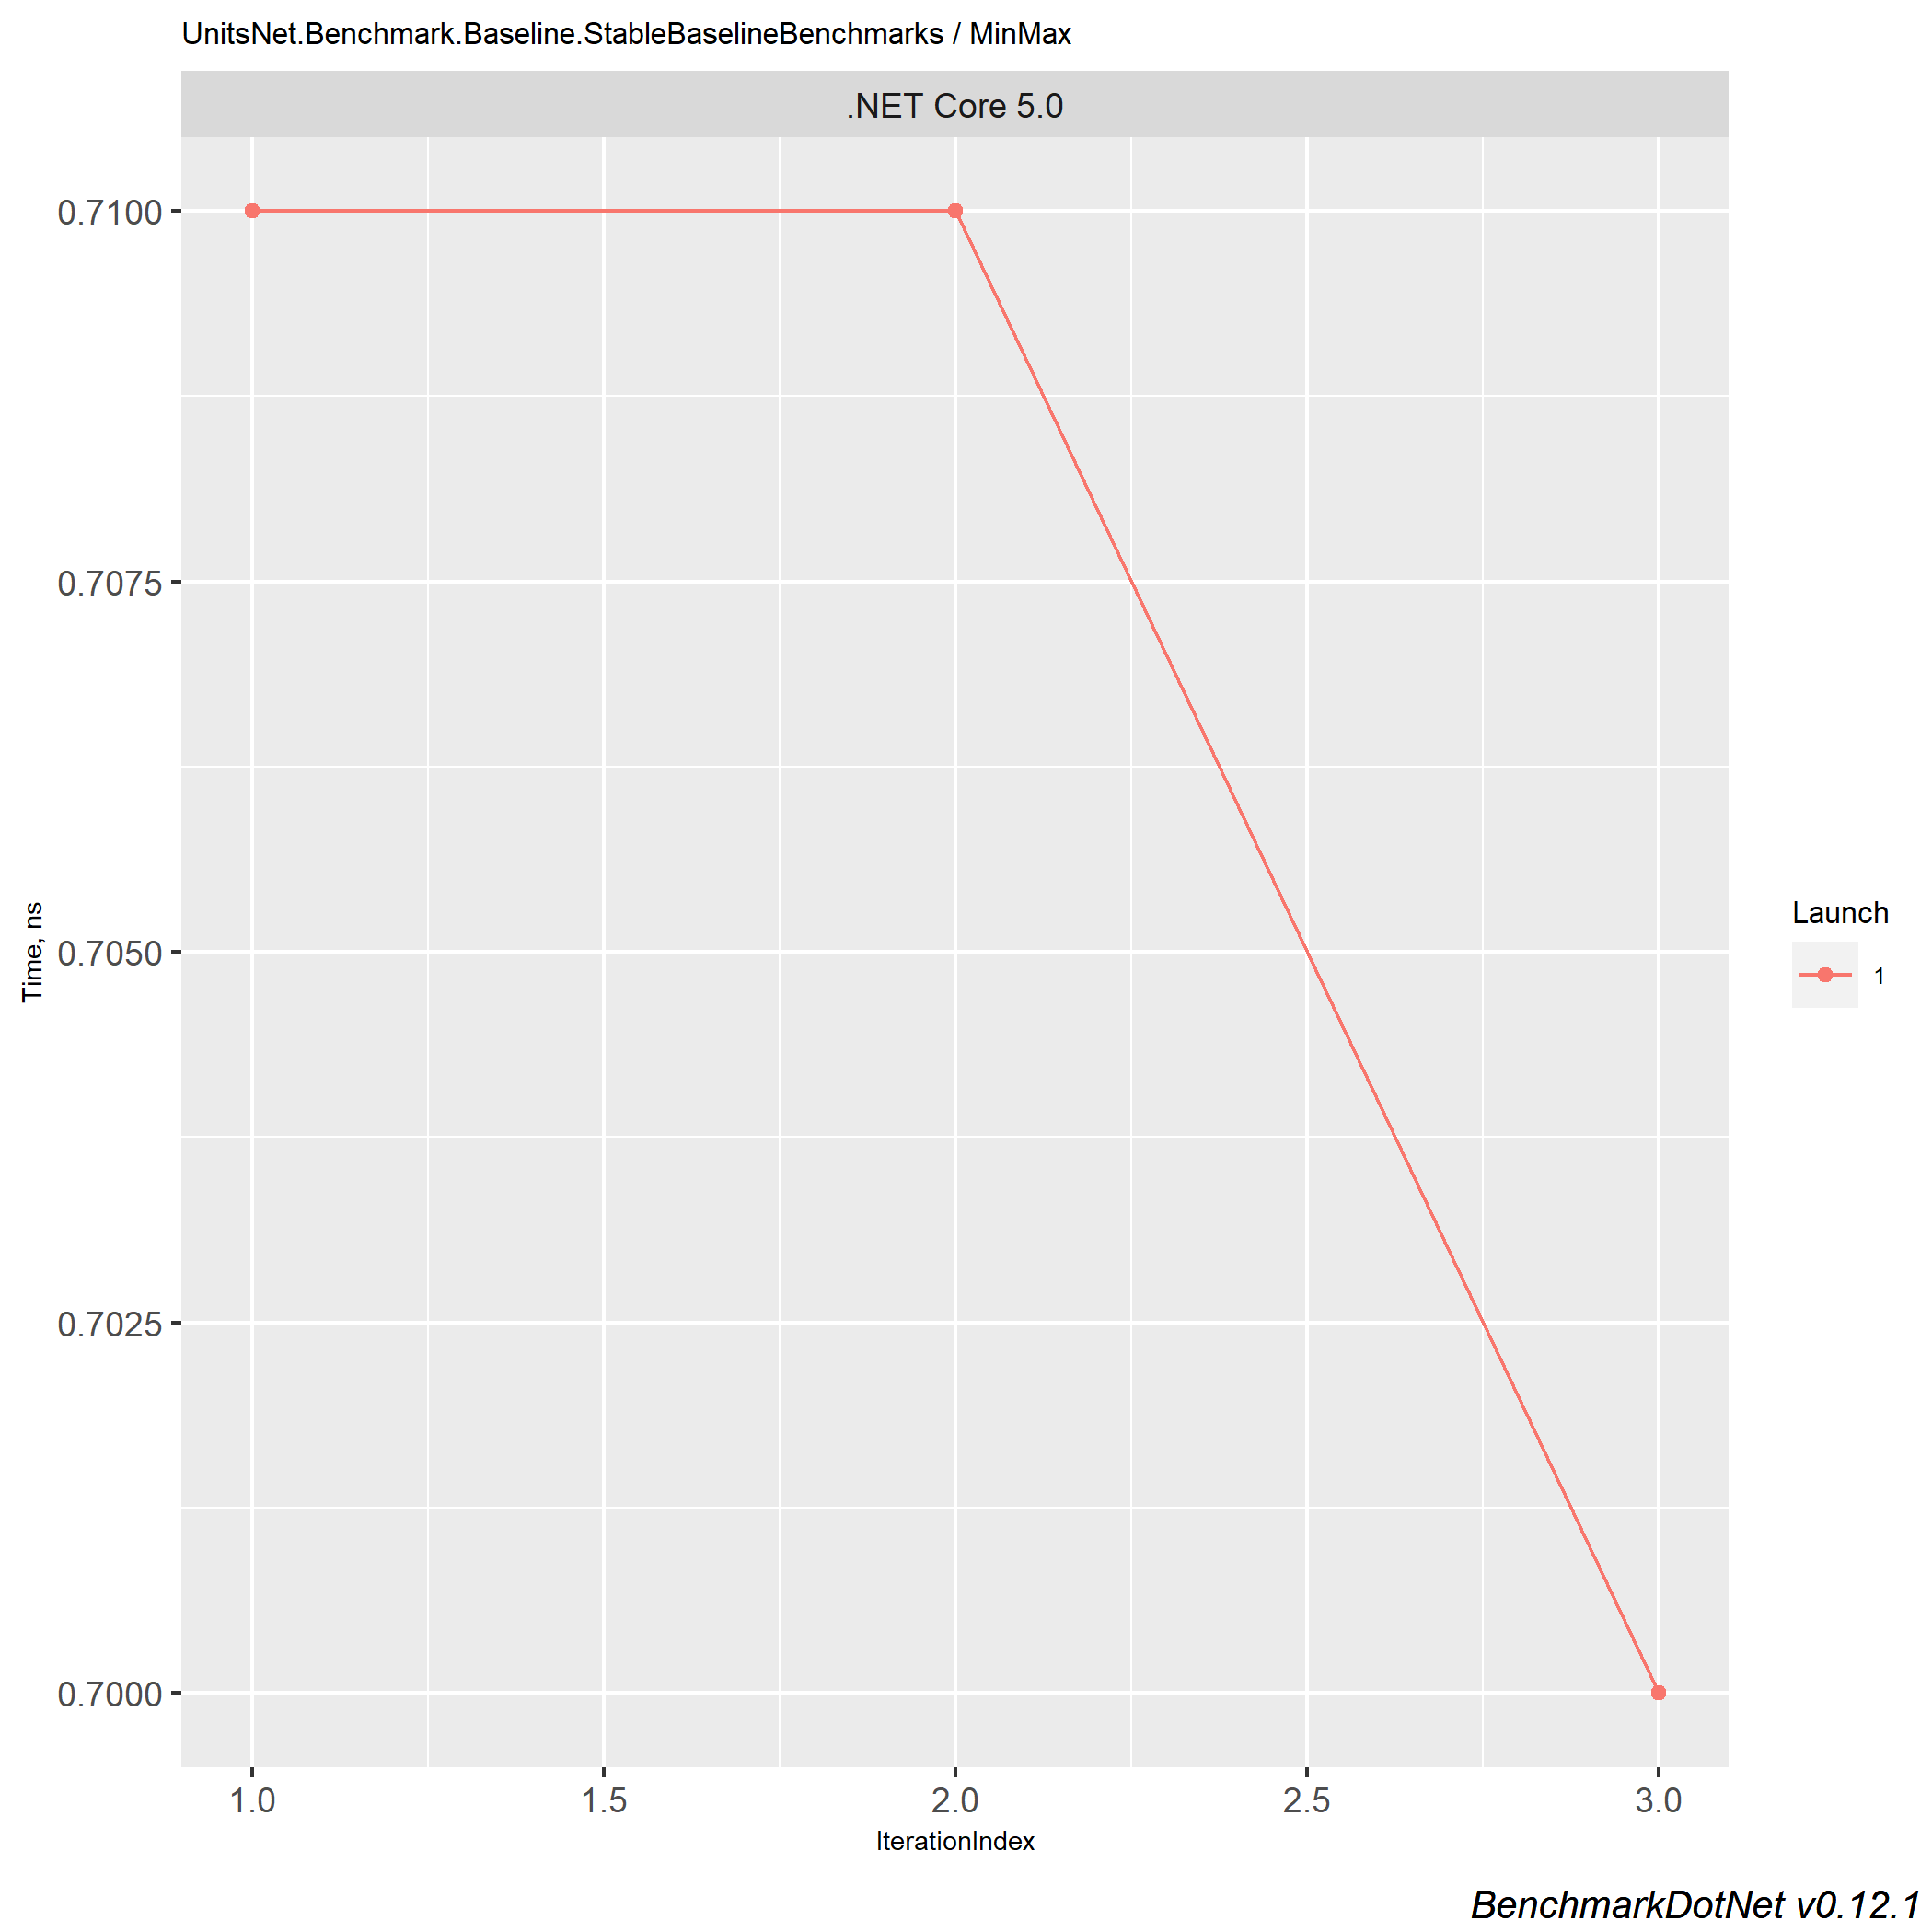 UnitsNet.Benchmark.Baseline.StableBaselineBenchmarks / MinMax
.NET Core 5.0
0.7100
0.7075
0.7050
0.7025
0.7000
Time, ns
1.0 1.5 2.0 2.5 3.0
IterationIndex
Launch
1
BenchmarkDotNet v0.12.1